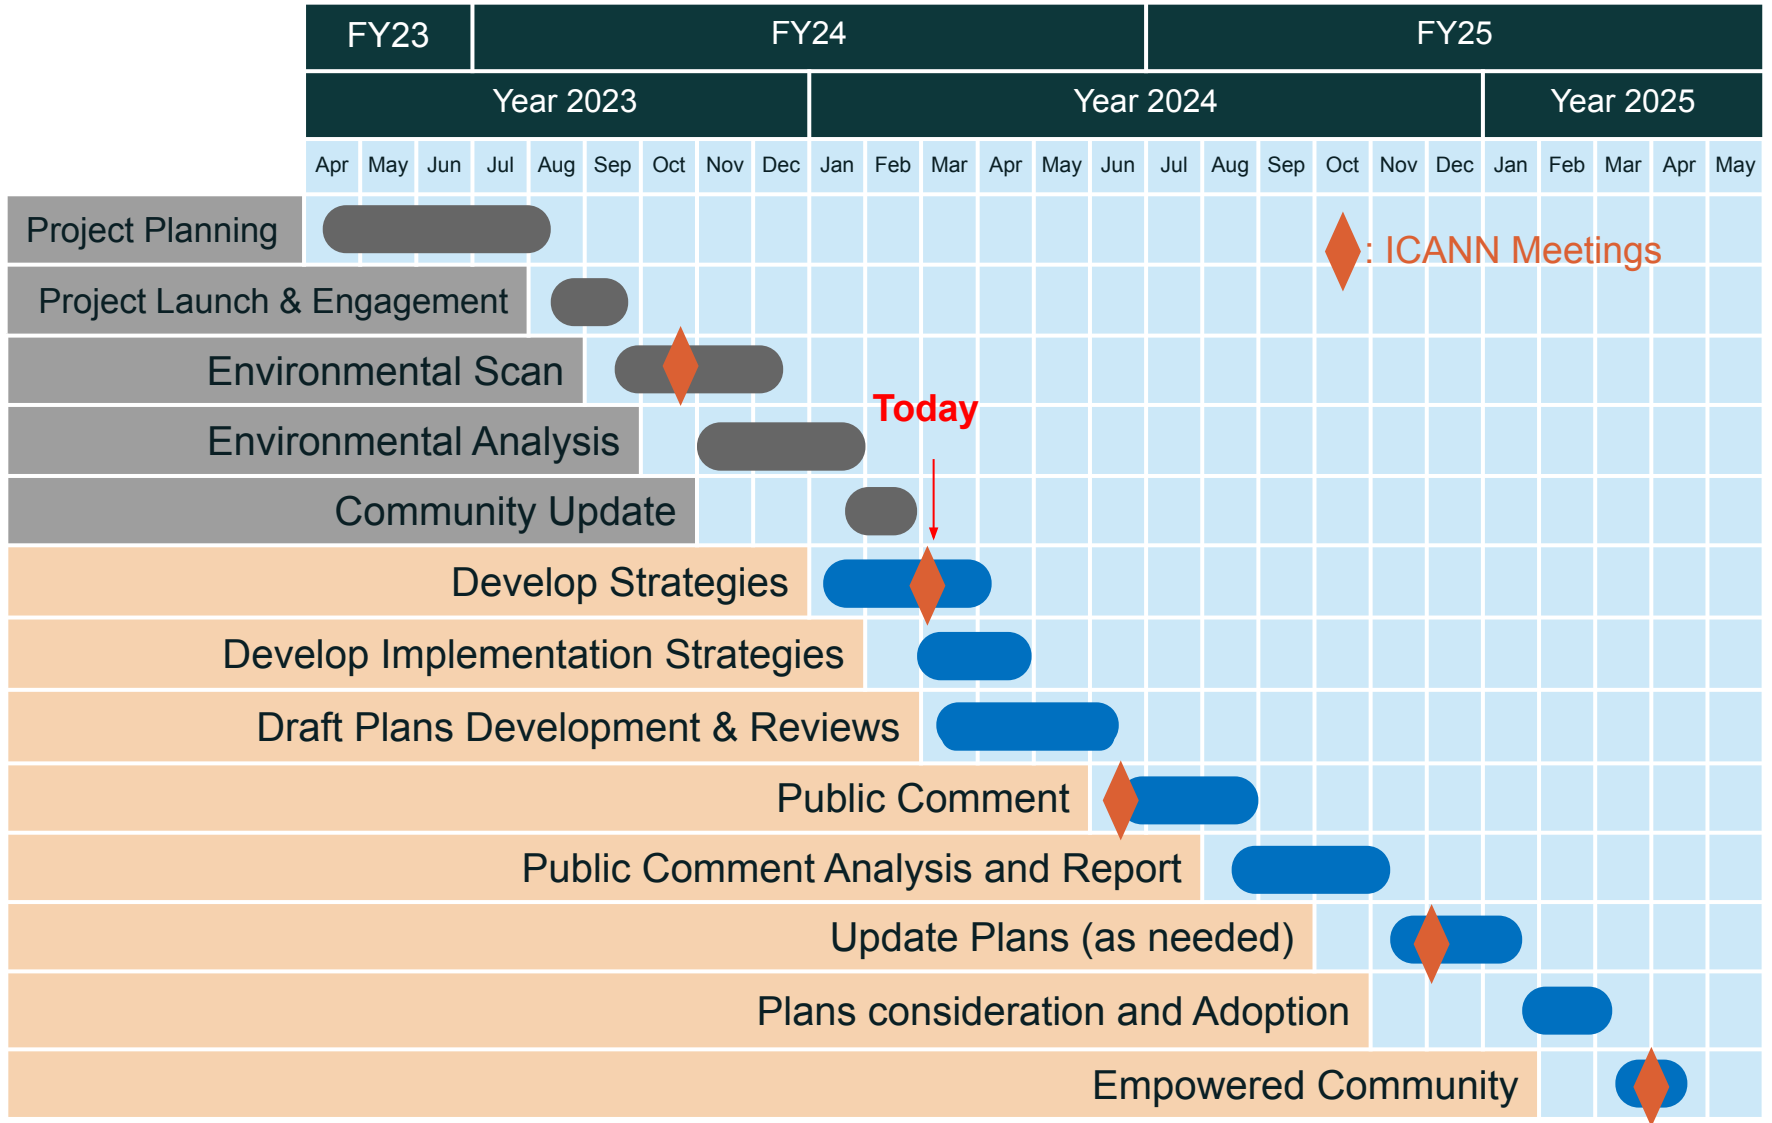 FY23 FY24 FY25
Year 2023 Year 2024 Year 2025
Apr May Jun Jul Aug Sep Oct Nov Dec Jan Feb Mar Apr May Jun Jul Aug Sep Oct Nov Dec Jan Feb Mar Apr May
Project Planning
: ICANN Meetings
Project Launch & Engagement
Environmental Scan
Today
Environmental Analysis
Community Update
Develop Strategies
Develop Implementation Strategies
Draft Plans Development & Reviews
Public Comment
Public Comment Analysis and Report
Update Plans (as needed)
Plans consideration and Adoption
Empowered Community